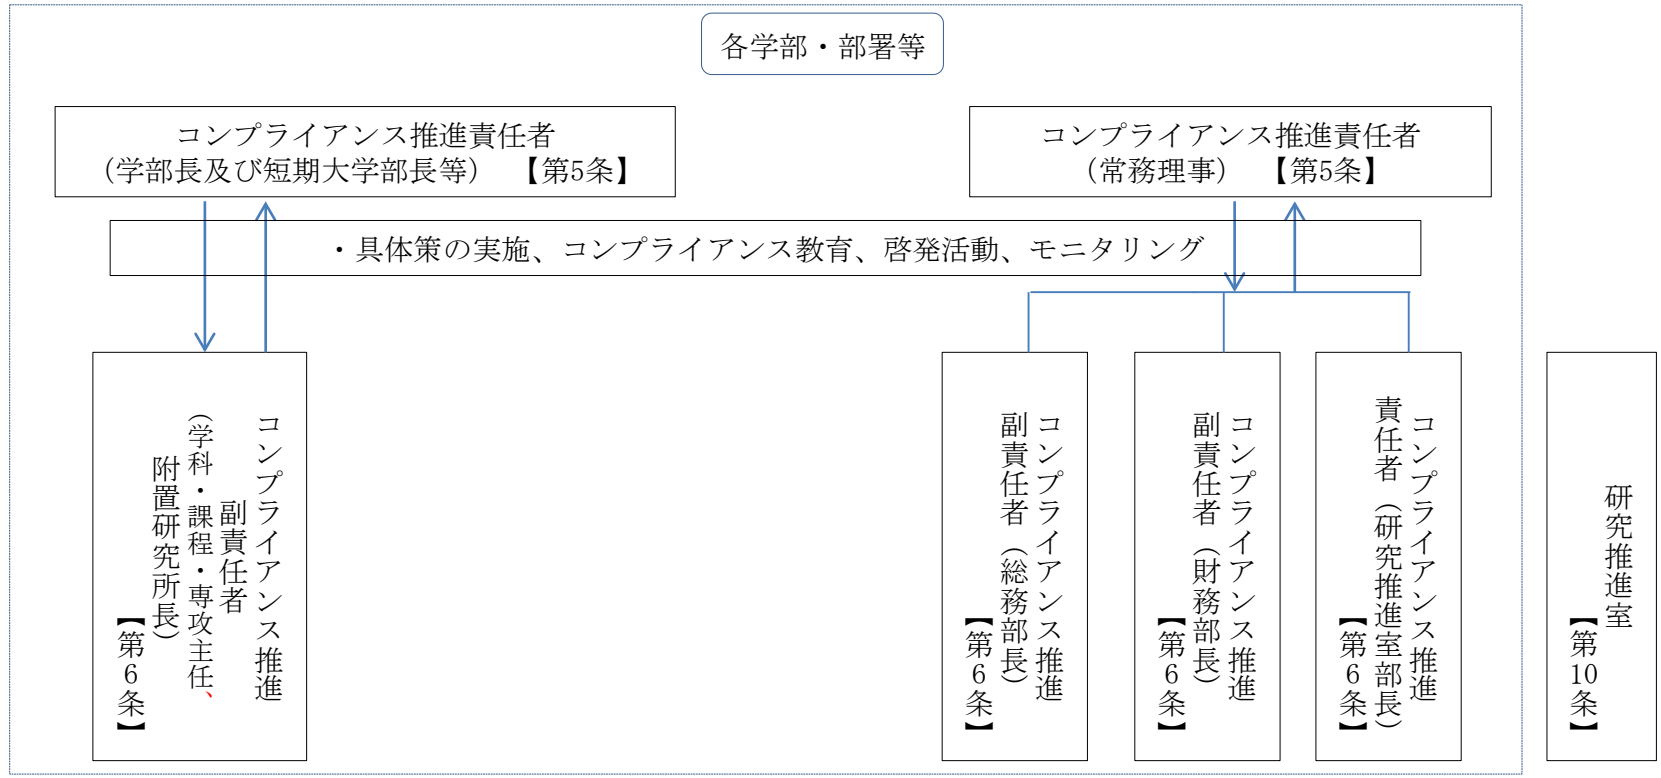 各学部・部署等
コンプライアンス推進責任者
（学部長及び短期大学部長等）　【第5条】
コンプライアンス推進責任者
（常務理事）　【第5条】
・具体策の実施、コンプライアンス教育、啓発活動、モニタリング
コンプライアンス推進
副責任者
（学科・課程・専攻主任、
附置研究所長）
【第6条】
コンプライアンス推進
副責任者（総務部長）
【第6条】
コンプライアンス推進
副責任者（財務部長）
【第6条】
コンプライアンス推進
責任者（研究推進室部長）
【第6条】
研究推進室
【第10条】